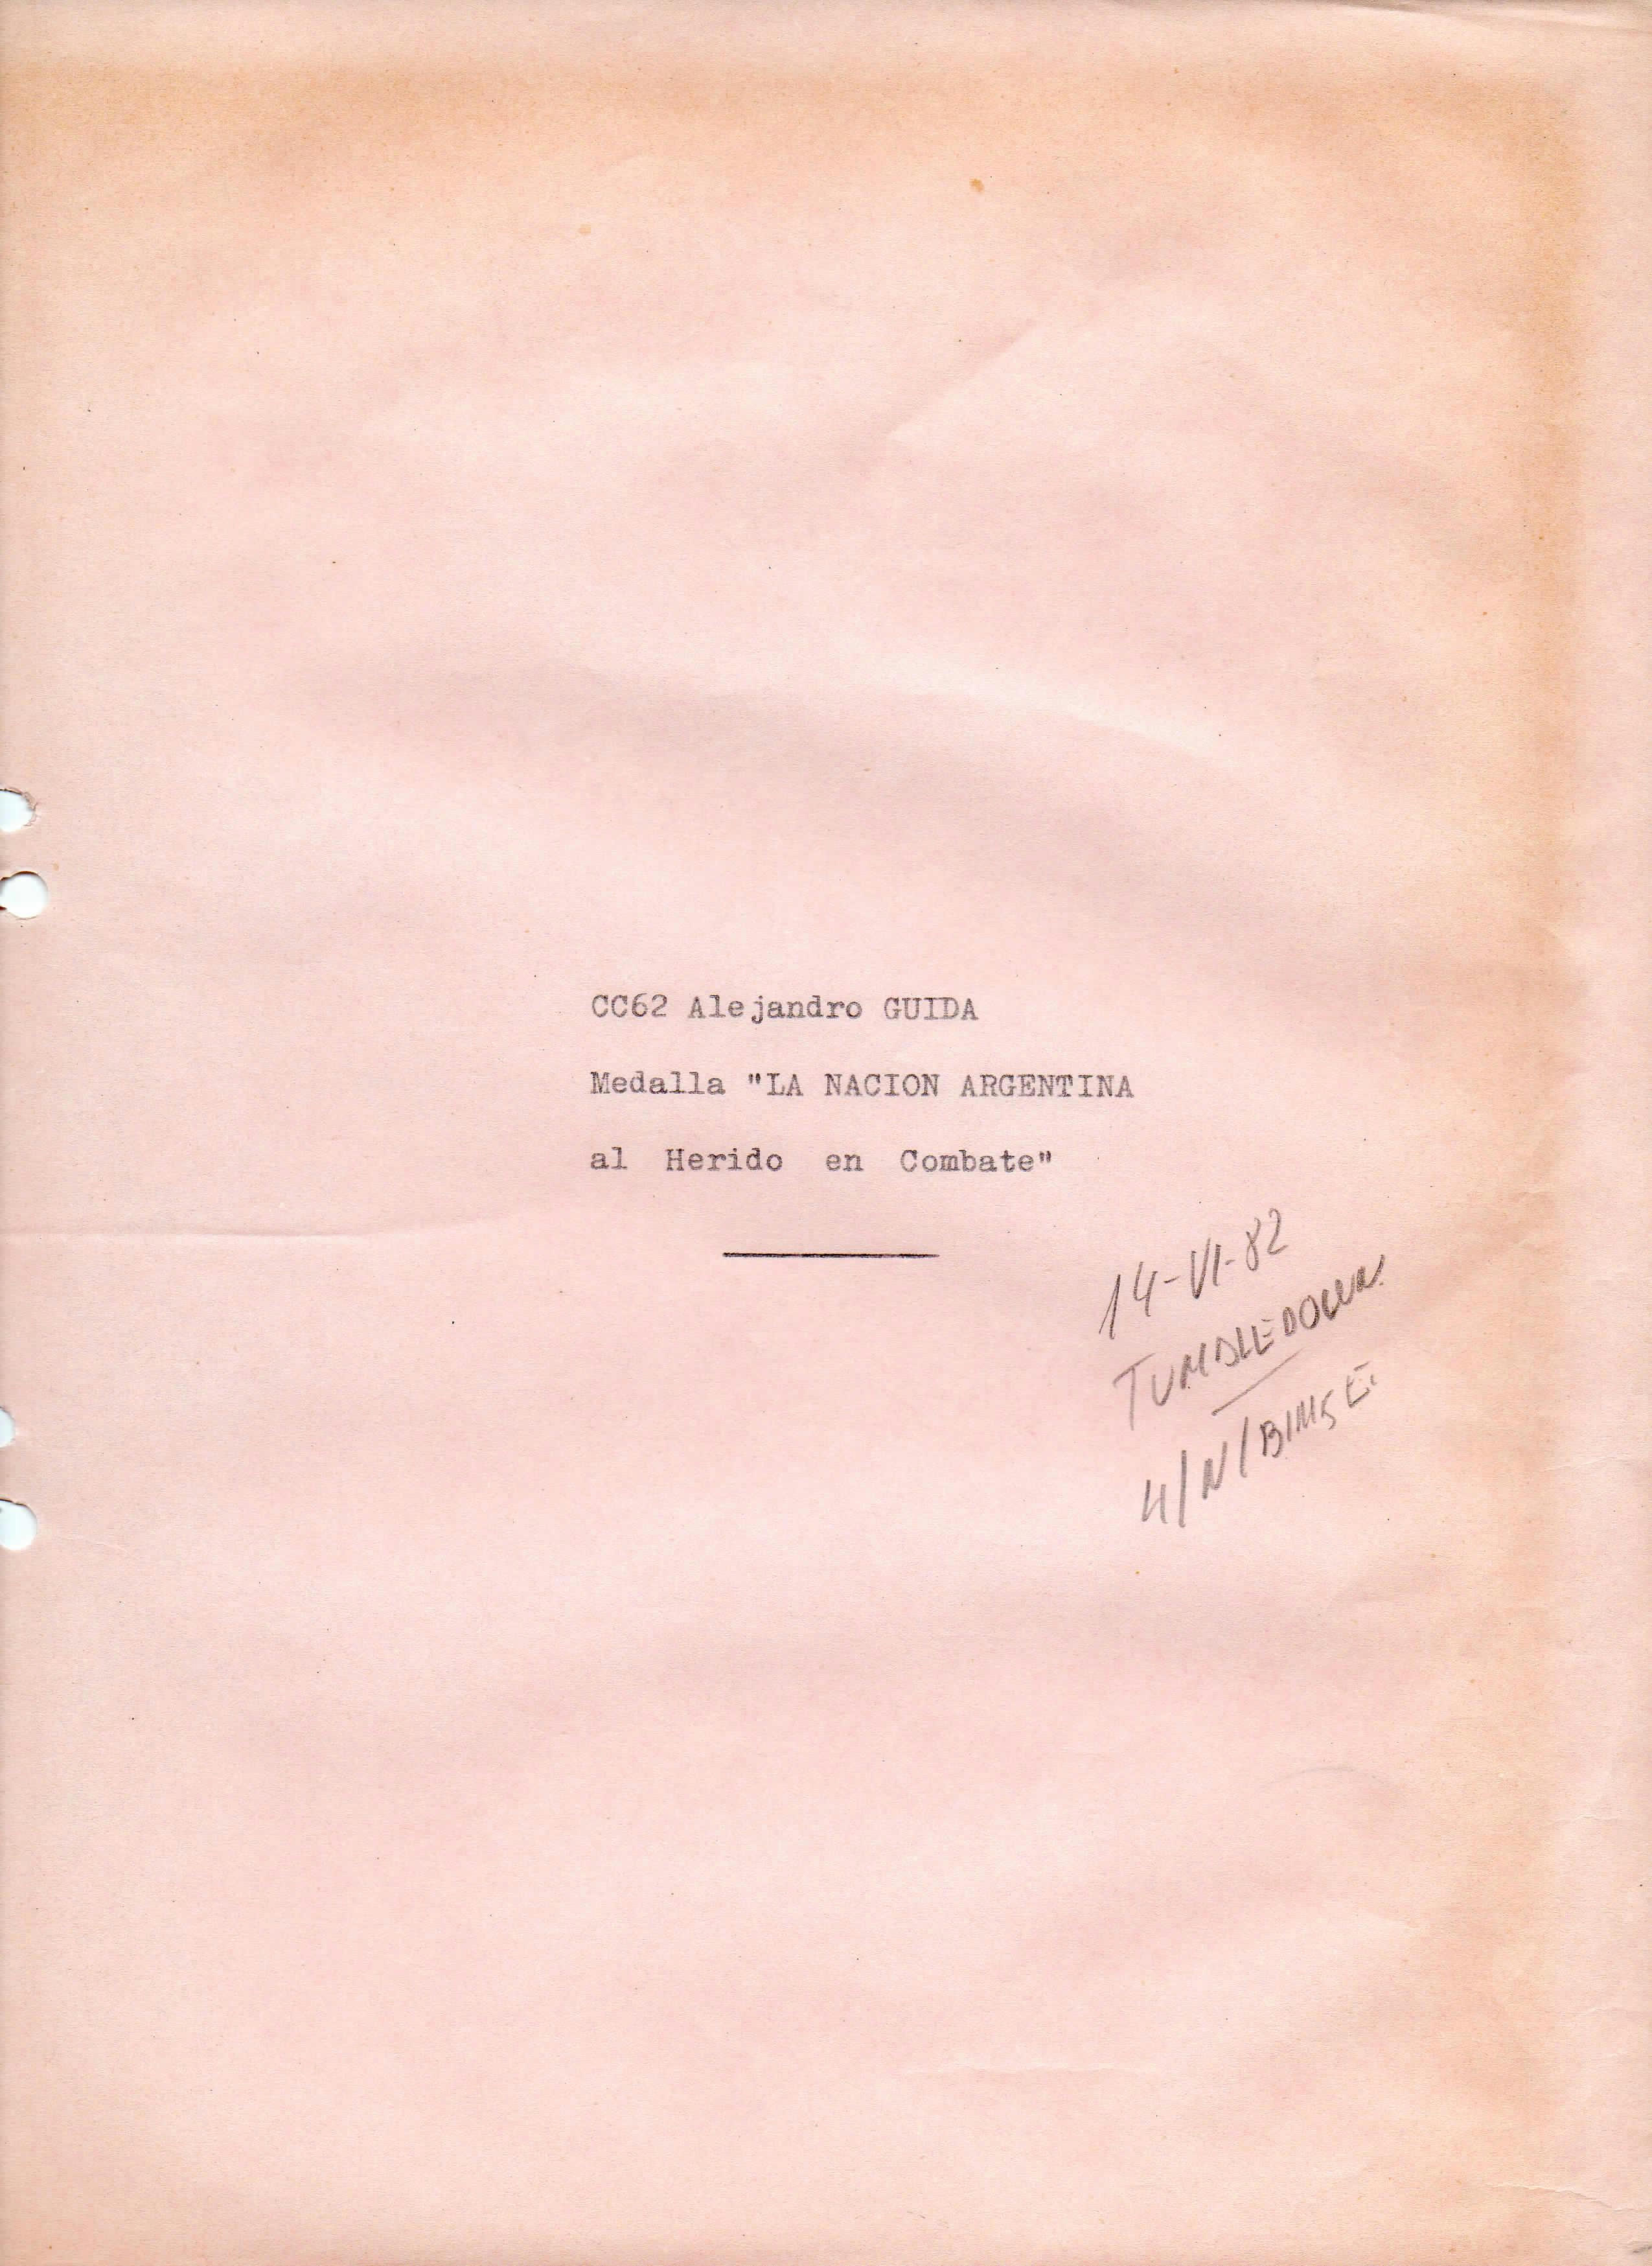 CC62 Alejandro GUIDA
Medalla "LA NACION ARGENTINA
al Herido en Combate"
14-VI-82
TUMBLEDOWN.
4/N/BIM5 E.